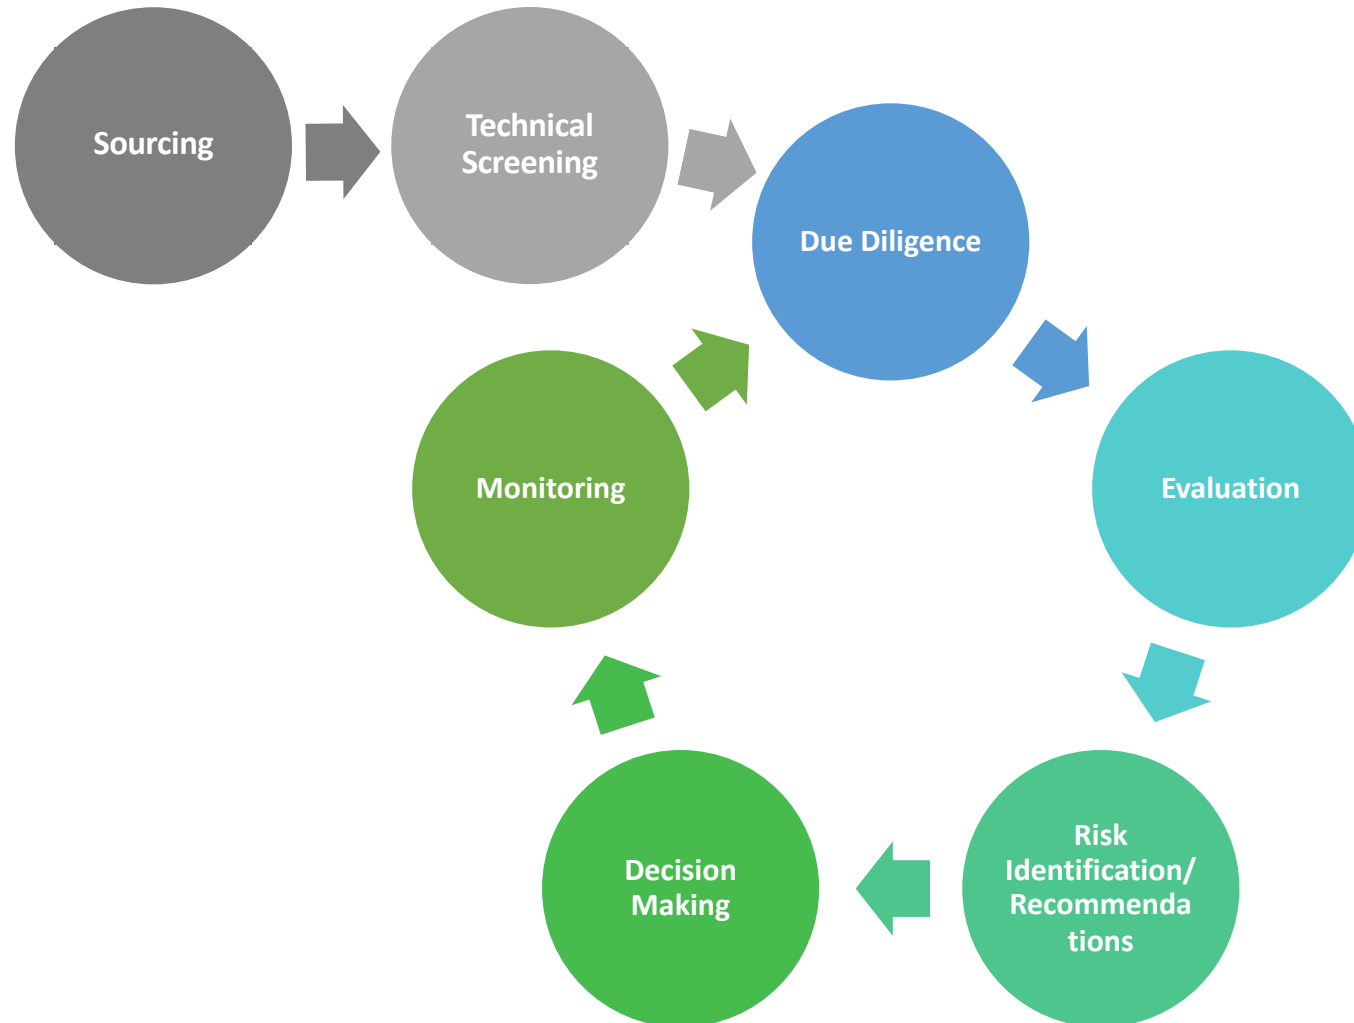 Sourcing
Technical
Screening
Due Diligence
Evaluation
Risk
Identification/
Recommenda
tions
Decision
Making
Monitoring